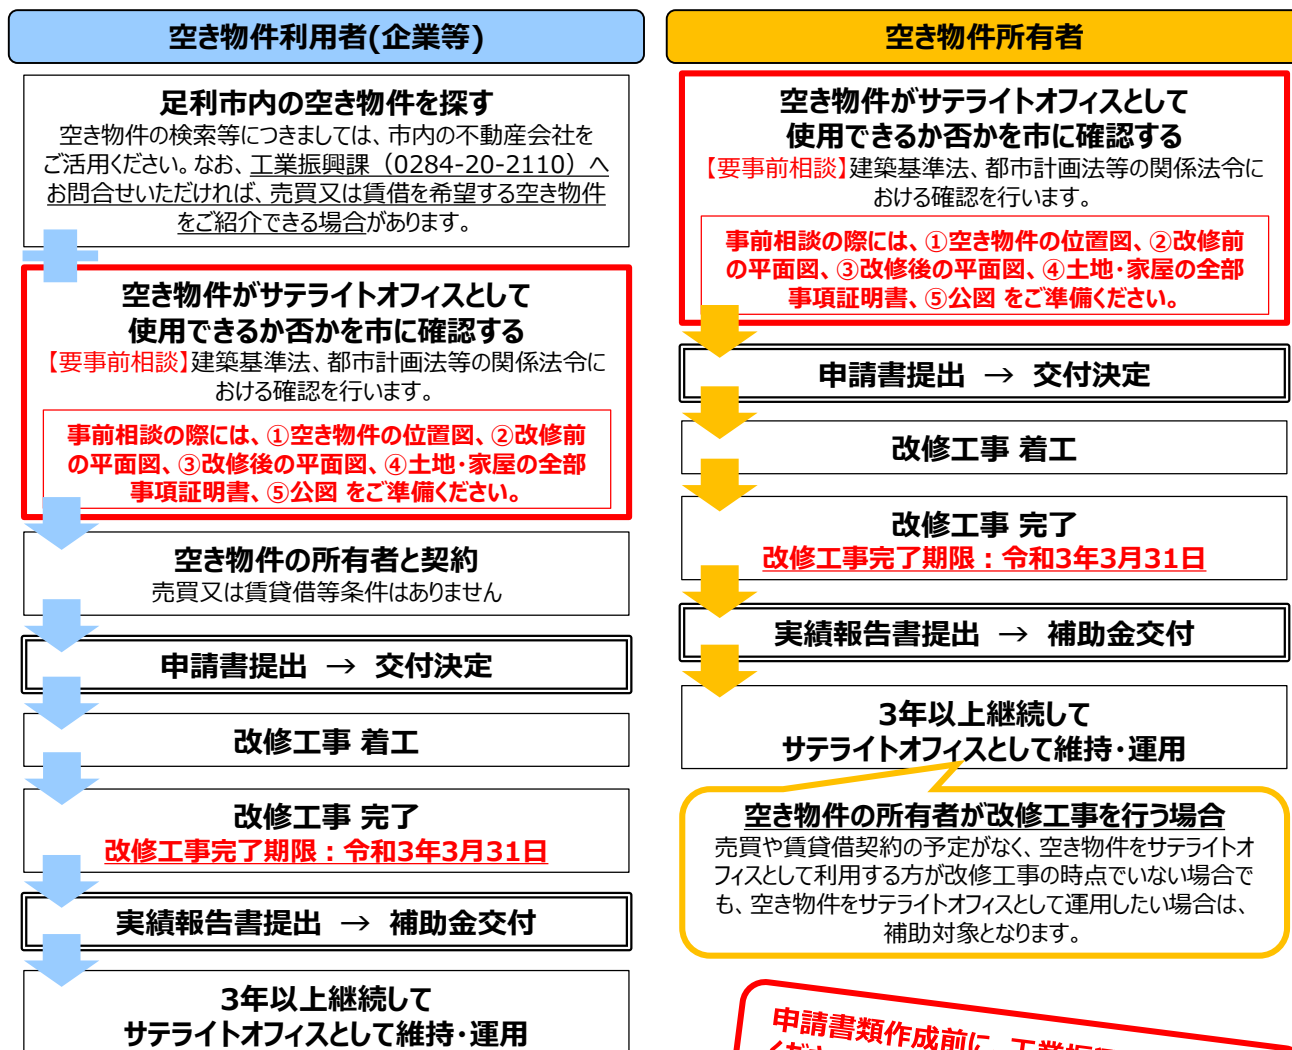 空き物件利用者(企業等)
足利市内の空き物件を探す
空き物件の検索等につきましては、市内の不動産会社を
ご活用ください。なお、工業振興課（0284-20-2110）へ
お問合せいただければ、売買又は賃借を希望する空き物件
をご紹介できる場合があります。
空き物件がサテライトオフィスとして
使用できるか否かを市に確認する
【要事前相談】建築基準法、都市計画法等の関係法令に
おける確認を行います。
事前相談の際には、①空き物件の位置図、②改修前
の平面図、③改修後の平面図、④土地・家屋の全部
事項証明書、⑤公図 をご準備ください。
空き物件の所有者と契約
売買又は賃貸借等条件はありません
申請書提出 → 交付決定
改修工事 着工
改修工事 完了
改修工事完了期限：令和3年3月31日
実績報告書提出 → 補助金交付
3年以上継続して
サテライトオフィスとして維持・運用
空き物件所有者
空き物件がサテライトオフィスとして
使用できるか否かを市に確認する
【要事前相談】建築基準法、都市計画法等の関係法令に
おける確認を行います。
事前相談の際には、①空き物件の位置図、②改修前
の平面図、③改修後の平面図、④土地・家屋の全部
事項証明書、⑤公図 をご準備ください。
申請書提出 → 交付決定
改修工事 着工
改修工事 完了
改修工事完了期限：令和3年3月31日
実績報告書提出 → 補助金交付
3年以上継続して
サテライトオフィスとして維持・運用
空き物件の所有者が改修工事を行う場合
売買や賃貸借契約の予定がなく、空き物件をサテライトオ
フィスとして利用する方が改修工事の時点でいない場合で
も、空き物件をサテライトオフィスとして運用したい場合は、
補助対象となります。
申請書類作成前に、工業振